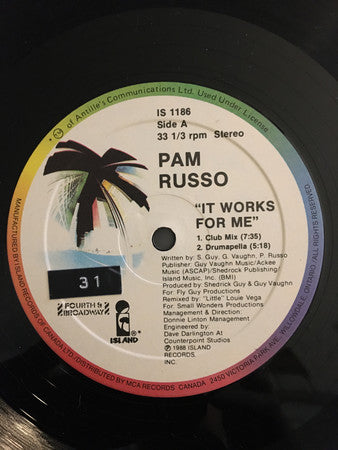 * ® of Antille's Communications Ltd. Used Under License.
IS 1186
Side A
33 1/3 rpm Stereo
PAM
RUSSO
"IT WORKS
FOR ME"
1. Club Mix (7:35)
2. Drumapella (5:18)
Written by: S. Guy, G. Vaughn, P. Russo
Publisher: Guy Vaughn Music/Ackee
Music (ASCAP)/Shedrock Publishing/
Island Music, Inc. (BMI)
Produced by: Shedrick Guy & Guy Vaughn
For: Fly Guy Productions
Remixed by: "Little" Louie Vega
For: Small Wonders Productions
Management & Direction:
Donnie Linton Management
Engineered by:
Dave Darlington At
Counterpoint Studios
℗ 1988 ISLAND
RECORDS,
INC.
31
FOURTH &
BROADWAY
ISLAND ®*
MANUFACTURED BY ISLAND RECORDS OF CANADA LTD./DISTRIBUTED BY MCA RECORDS CANADA 2450 VICTORIA PARK AVE. WILLOWDALE, ONTARIO /ALL RIGHTS RESERVED.